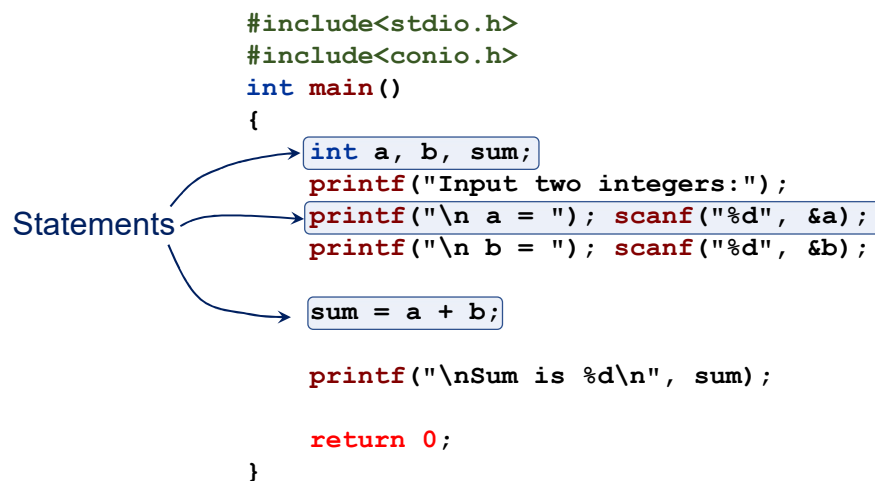 #include<stdio.h>
#include<conio.h>
int main()
{
int a, b, sum;
printf("Input two integers:");
Statements
printf("\n a = "); scanf("%d", &a);
printf("\n b = "); scanf("%d", &b);
sum = a + b;
printf("\nSum is %d\n", sum);
return 0;
}